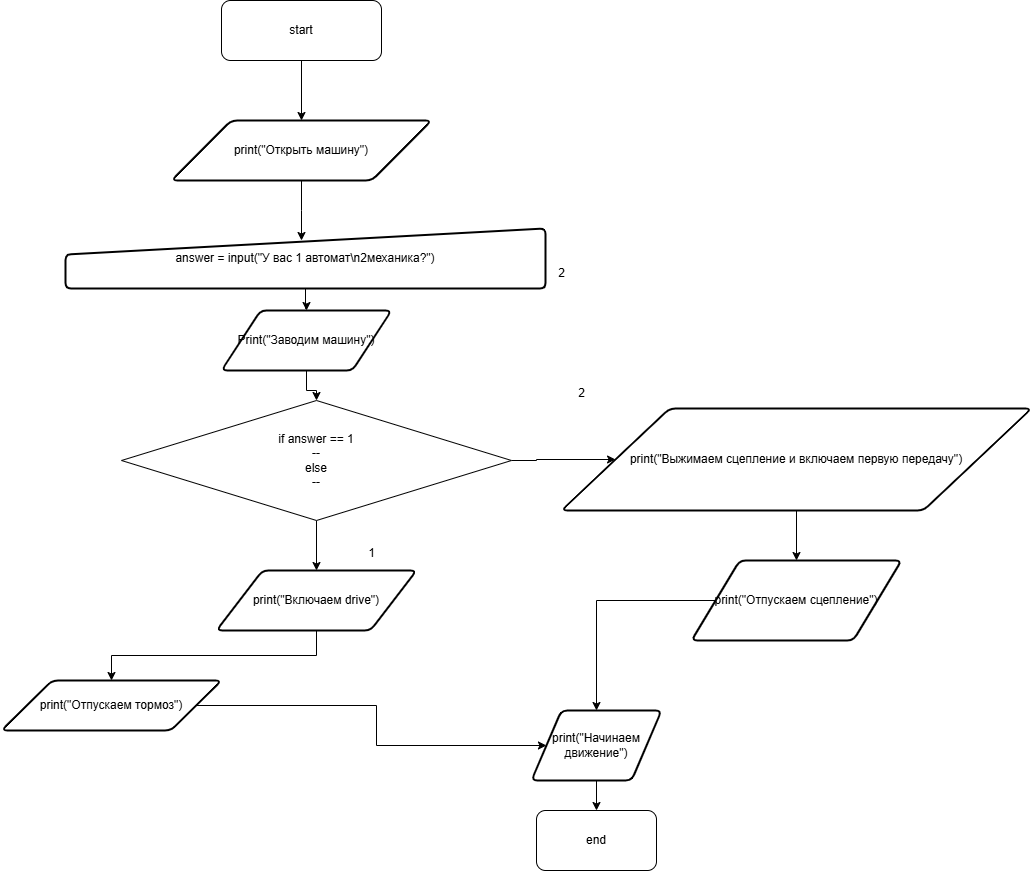 start
print("Открыть машину")
answer = input("У вас 1 автомат\n2механика?")
2
Print("Заводим машину")
2
if answer == 1
--
else
--
print("Выжимаем сцепление и включаем первую передачу")
1
print("Включаем drive")
print("Отпускаем сцепление")
print("Отпускаем тормоз")
print("Начинаем
движение")
end